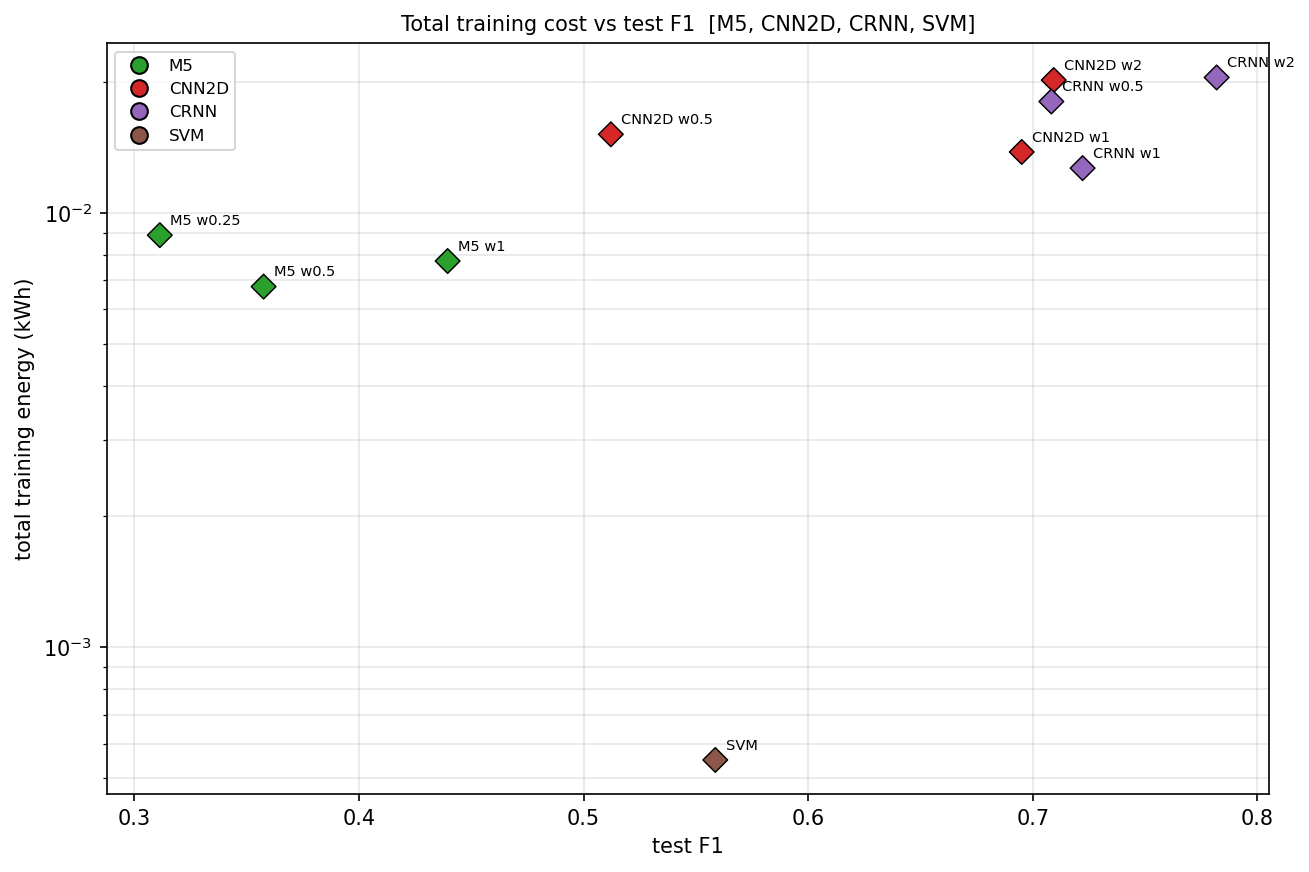 Total training cost vs test F1  [M5, CNN2D, CRNN, SVM]
M5
CNN2D
CRNN
SVM
CNN2D w2
CRNN w2
CRNN w0.5
CNN2D w0.5
CNN2D w1
CRNN w1
M5 w0.25
M5 w1
M5 w0.5
SVM
total training energy (kWh)
10⁻²
10⁻³
0.3 0.4 0.5 0.6 0.7 0.8
test F1